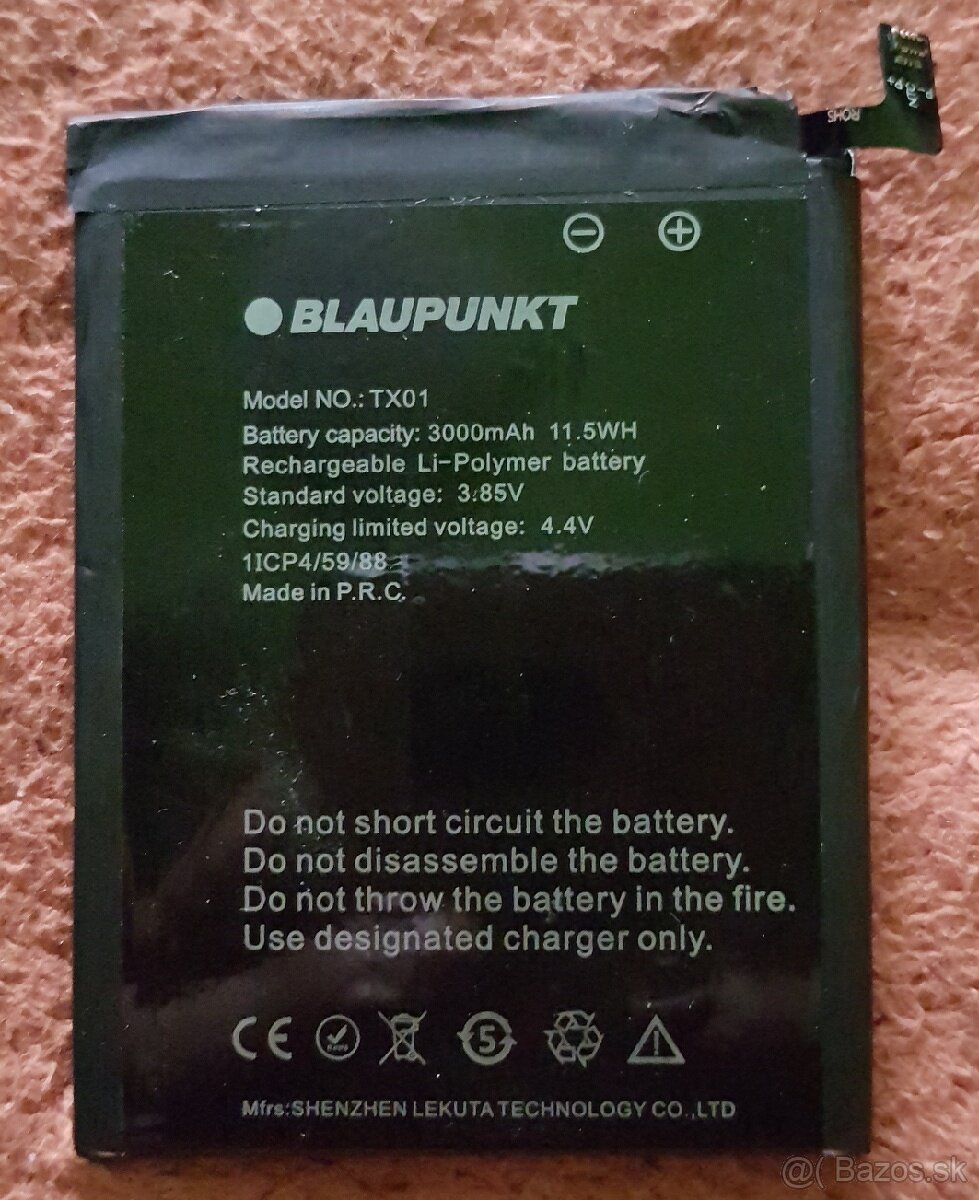 ROHS
BLAUPUNKT
Model NO.: TX01
Battery capacity: 3000mAh 11.5WH
Rechargeable Li-Polymer battery
Standard voltage: 3.85V
Charging limited voltage: 4.4V
1ICP4/59/88
Made in P.R.C.
Do not short circuit the battery.
Do not disassemble the battery.
Do not throw the battery in the fire.
Use designated charger only.
CE 5
Mfrs:SHENZHEN LEKUTA TECHNOLOGY CO.,LTD
@( Bazos.sk